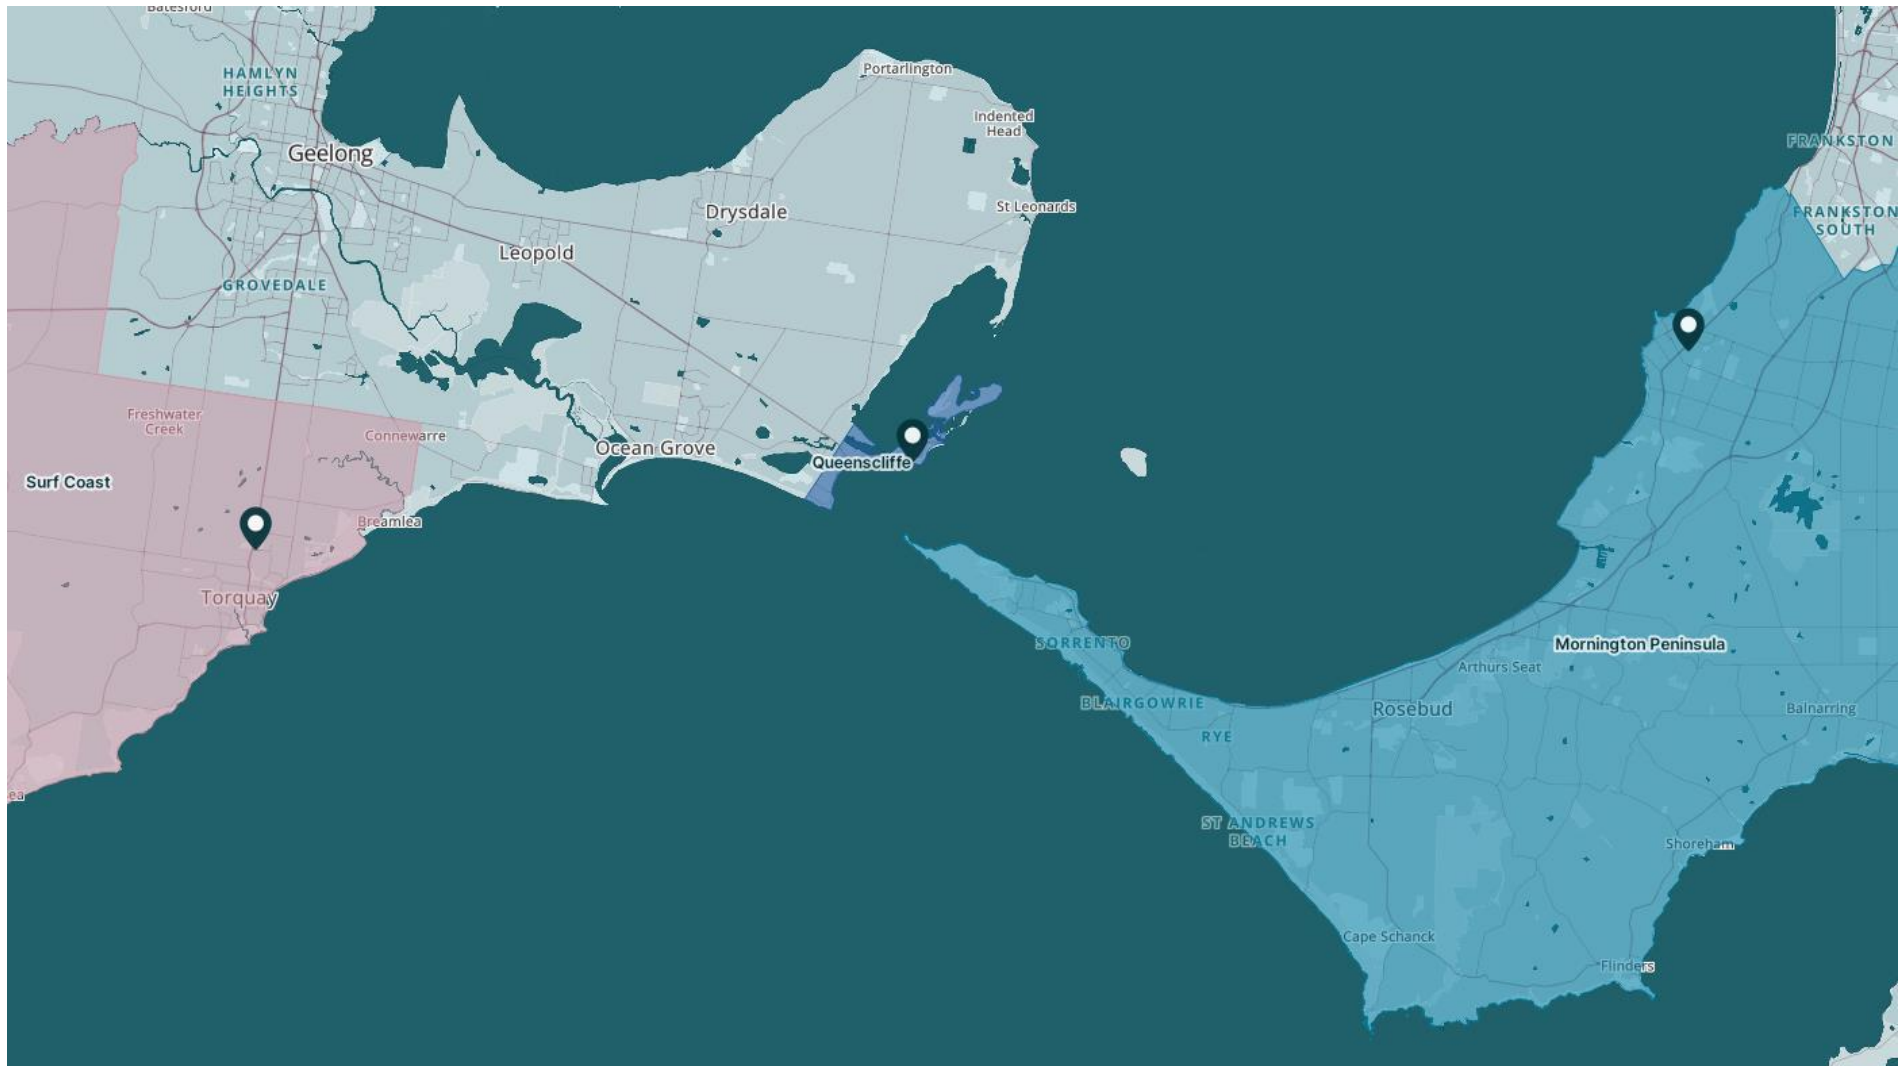 Batesford
HAMLYN
HEIGHTS
Geelong
Portarlington
Indented
Head
FRANKSTON
Drysdale
St Leonards
FRANKSTON
SOUTH
Leopold
GROVEDALE
Freshwater
Creek
Connewarre
Ocean Grove
Queenscliffe
Surf Coast
Breamlea
Torquay
SORRENTO
Mornington Peninsula
Arthurs Seat
BLAIRGOWRIE
Rosebud
Balnarring
RYE
ea
ST ANDREWS
BEACH
Shoreham
Cape Schanck
Flinders